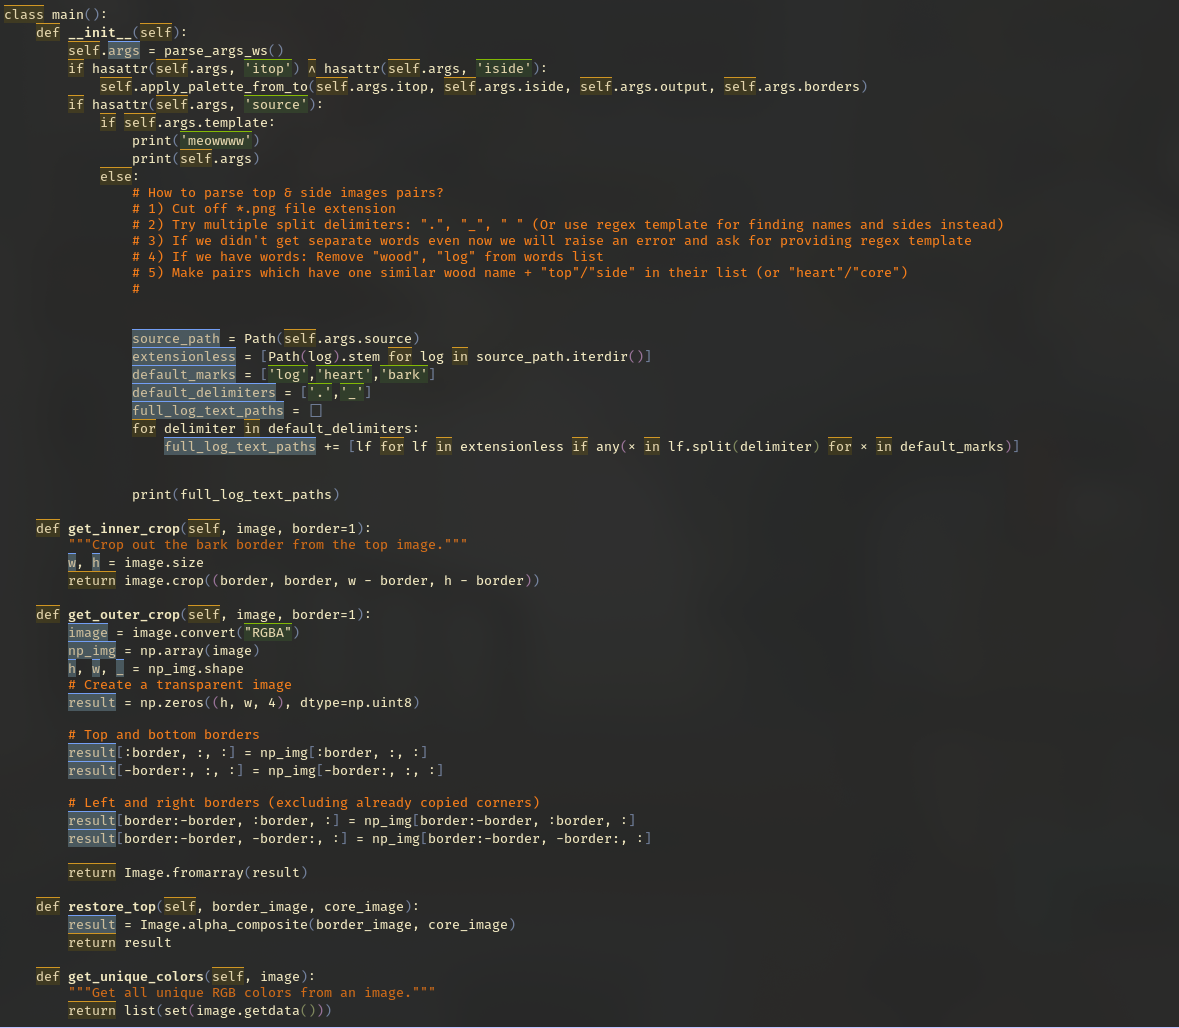 class main():
    def __init__(self):
        self.args = parse_args_ws()
        if hasattr(self.args, 'itop') ∧ hasattr(self.args, 'iside'):
            self.apply_palette_from_to(self.args.itop, self.args.iside, self.args.output, self.args.borders)
        if hasattr(self.args, 'source'):
            if self.args.template:
                print('meowwww')
                print(self.args)
            else:
                # How to parse top & side images pairs?
                # 1) Cut off *.png file extension
                # 2) Try multiple split delimiters: ".", "_", " " (Or use regex template for finding names and sides instead)
                # 3) If we didn't get separate words even now we will raise an error and ask for providing regex template
                # 4) If we have words: Remove "wood", "log" from words list
                # 5) Make pairs which have one similar wood name + "top"/"side" in their list (or "heart"/"core")
                #
                source_path = Path(self.args.source)
                extensionless = [Path(log).stem for log in source_path.iterdir()]
                default_marks = ['log','heart','bark']
                default_delimiters = ['.','_']
                full_log_text_paths = []
                for delimiter in default_delimiters:
                    full_log_text_paths += [lf for lf in extensionless if any(× in lf.split(delimiter) for × in default_marks)]
                print(full_log_text_paths)
    def get_inner_crop(self, image, border=1):
        """Crop out the bark border from the top image."""
        w, h = image.size
        return image.crop((border, border, w - border, h - border))
    def get_outer_crop(self, image, border=1):
        image = image.convert("RGBA")
        np_img = np.array(image)
        h, w, _ = np_img.shape
        # Create a transparent image
        result = np.zeros((h, w, 4), dtype=np.uint8)
        # Top and bottom borders
        result[:border, :, :] = np_img[:border, :, :]
        result[-border:, :, :] = np_img[-border:, :, :]
        # Left and right borders (excluding already copied corners)
        result[border:-border, :border, :] = np_img[border:-border, :border, :]
        result[border:-border, -border:, :] = np_img[border:-border, -border:, :]
        return Image.fromarray(result)
    def restore_top(self, border_image, core_image):
        result = Image.alpha_composite(border_image, core_image)
        return result
    def get_unique_colors(self, image):
        """Get all unique RGB colors from an image."""
        return list(set(image.getdata()))